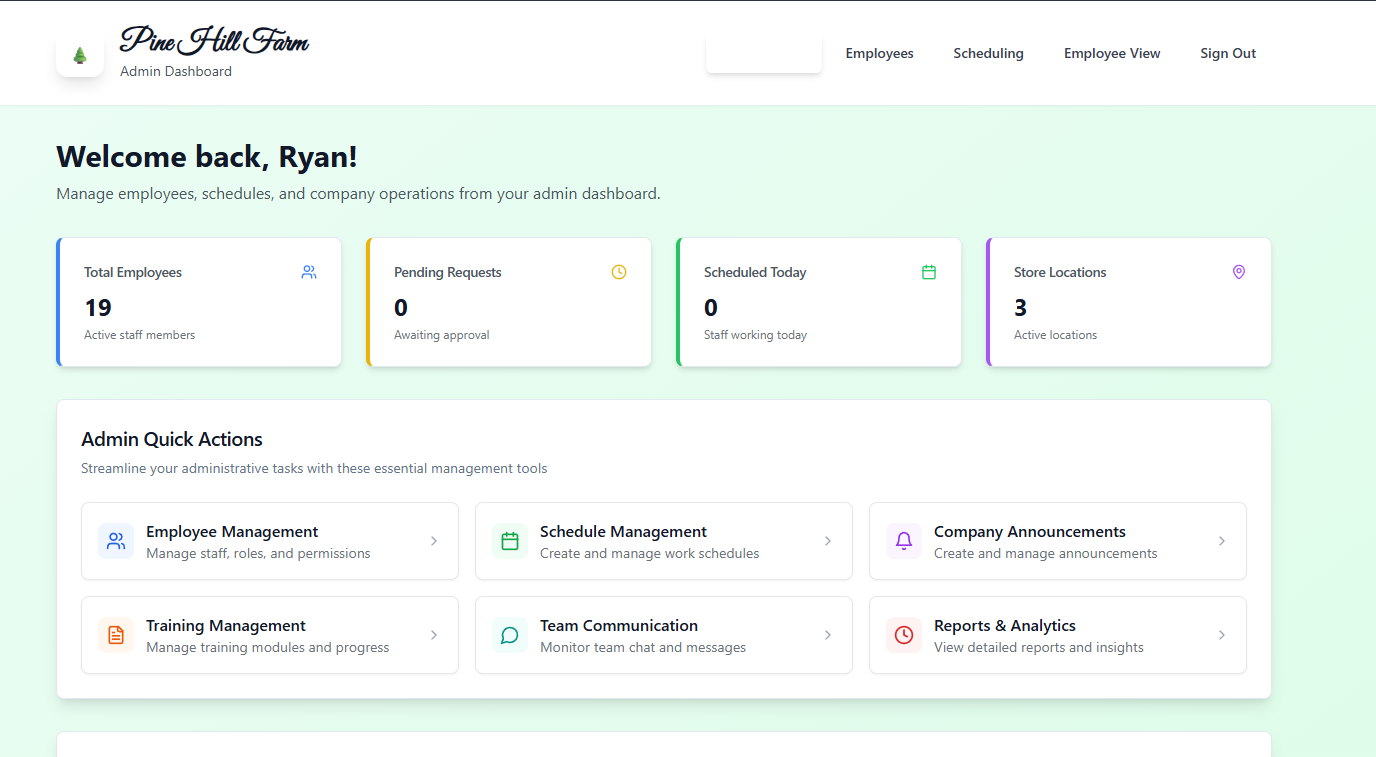 Pine Hill Farm
Admin Dashboard
Employees
Scheduling
Employee View
Sign Out
Welcome back, Ryan!
Manage employees, schedules, and company operations from your admin dashboard.
Total Employees
19
Active staff members
Pending Requests
0
Awaiting approval
Scheduled Today
0
Staff working today
Store Locations
3
Active locations
Admin Quick Actions
Streamline your administrative tasks with these essential management tools
Employee Management
Manage staff, roles, and permissions
Schedule Management
Create and manage work schedules
Company Announcements
Create and manage announcements
Training Management
Manage training modules and progress
Team Communication
Monitor team chat and messages
Reports & Analytics
View detailed reports and insights